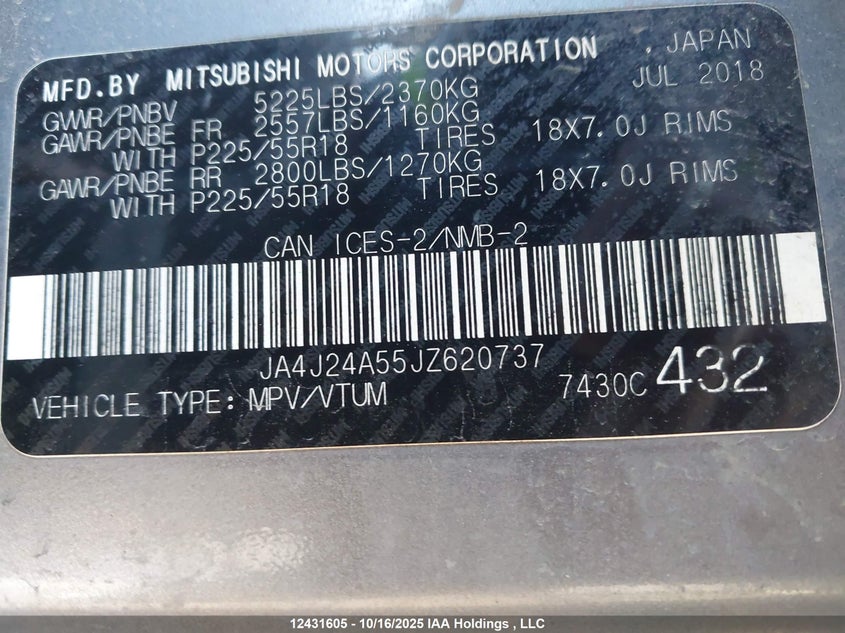 MFD.BY MITSUBISHI MOTORS CORPORATION , JAPAN
JUL 2018
GVWR/PNBV 5225LBS/2370KG
GAWR/PNBE FR 2557LBS/1160KG
WITH P225/55R18 TIRES 18X7.0J RIMS
GAWR/PNBE RR 2800LBS/1270KG
WITH P225/55R18 TIRES 18X7.0J RIMS
CAN ICES-2/NMB-2
JA4J24A55JZ620737
VEHICLE TYPE: MPV/VTUM 7430C 432
12431605 - 10/16/2025 IAA Holdings , LLC